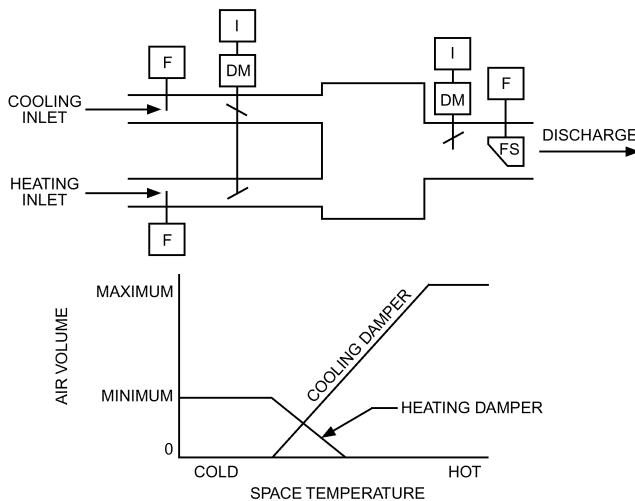 I
I
F
DM
F
DM
COOLING
INLET
FS
DISCHARGE
HEATING
INLET
F
MAXIMUM
COOLING DAMPER
AIR VOLUME
MINIMUM
HEATING DAMPER
0
COLD
HOT
SPACE TEMPERATURE